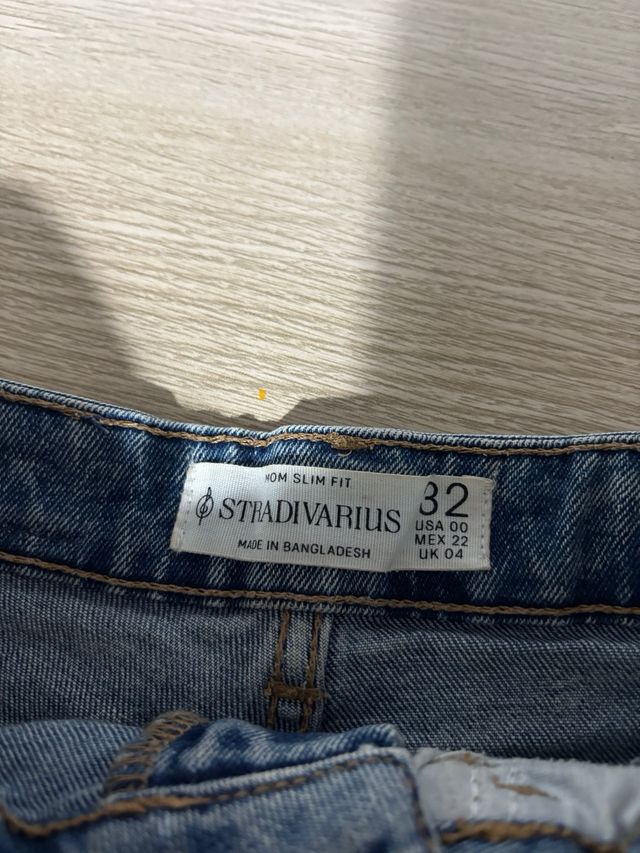 MOM SLIM FIT
STRADIVARIUS
MADE IN BANGLADESH
32
USA 00
MEX 22
UK 04